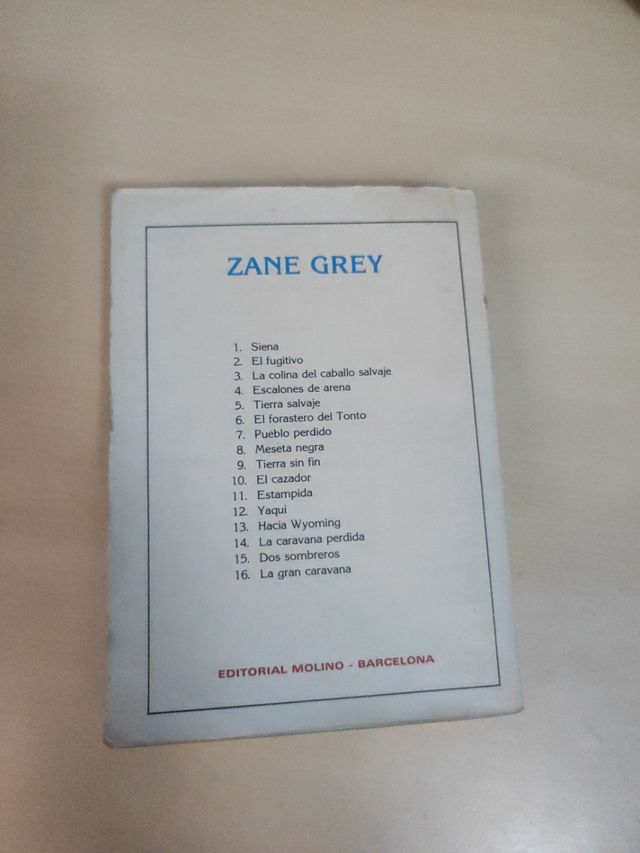 ZANE GREY
1. Siena
2. El fugitivo
3. La colina del caballo salvaje
4. Escalones de arena
5. Tierra salvaje
6. El forastero del Tonto
7. Pueblo perdido
8. Meseta negra
9. Tierra sin fin
10. El cazador
11. Estampida
12. Yaqui
13. Hacia Wyoming
14. La caravana perdida
15. Dos sombreros
16. La gran caravana
EDITORIAL MOLINO - BARCELONA